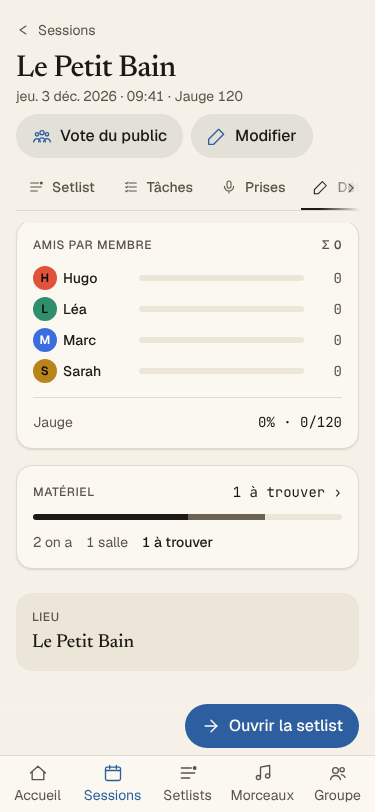 Sessions
Le Petit Bain
jeu. 3 déc. 2026 · 09:41 · Jauge 120
Vote du public
Modifier
Setlist
Tâches
Prises
AMIS PAR MEMBRE
Σ 0
H Hugo 0
L Léa 0
M Marc 0
S Sarah 0
Jauge
0% · 0/120
MATÉRIEL
1 à trouver ›
2 on a 1 salle 1 à trouver
LIEU
Le Petit Bain
Ouvrir la setlist
Accueil
Sessions
Setlists
Morceaux
Groupe